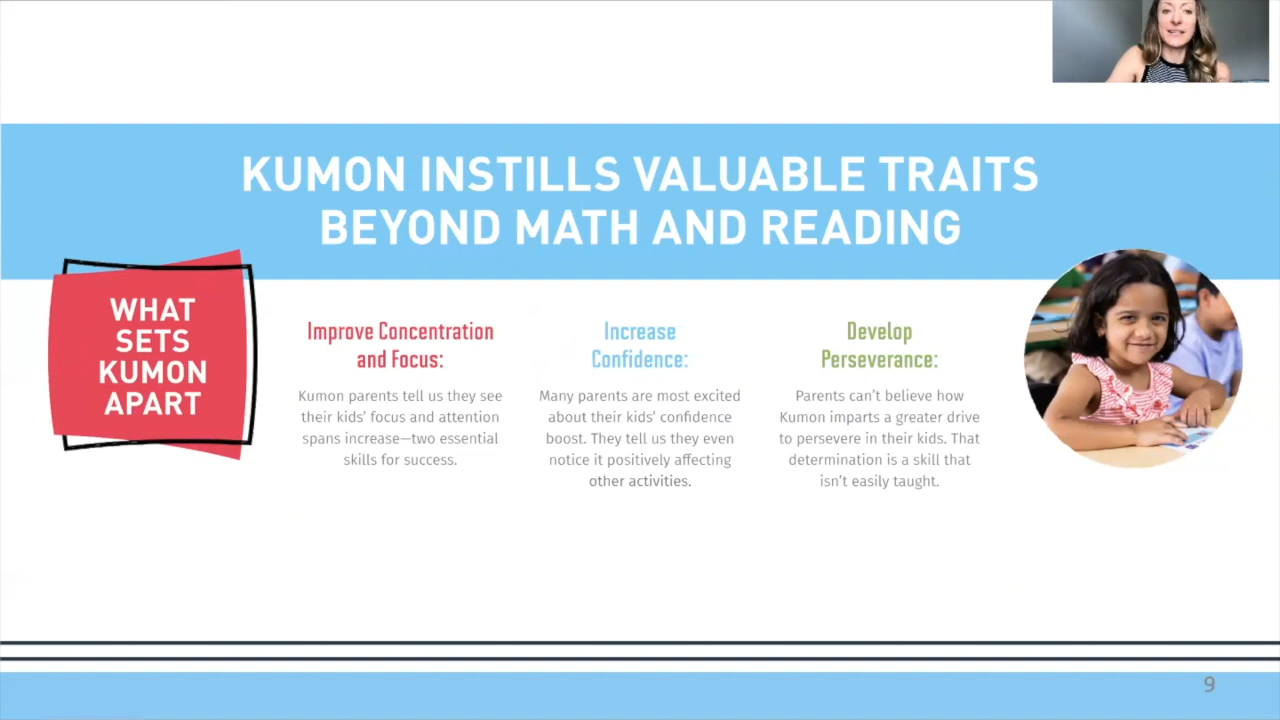 KUMON INSTILLS VALUABLE TRAITS
BEYOND MATH AND READING
WHAT
SETS
KUMON
APART
Improve Concentration
and Focus:
Kumon parents tell us they see
their kids’ focus and attention
spans increase—two essential
skills for success.
Increase
Confidence:
Many parents are most excited
about their kids’ confidence
boost. They tell us they even
notice it positively affecting
other activities.
Develop
Perseverance:
Parents can’t believe how
Kumon imparts a greater drive
to persevere in their kids. That
determination is a skill that
isn’t easily taught.
9